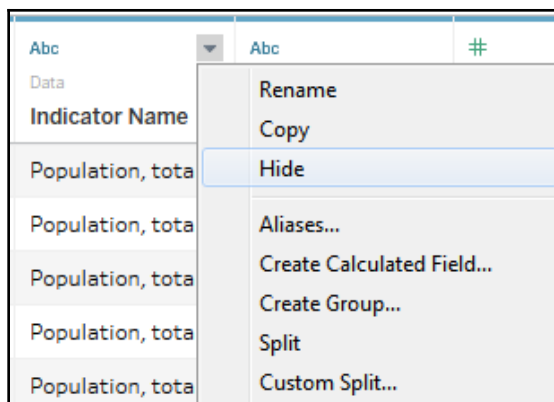 Abc
Abc
#
Data
Indicator Name
Rename
Copy
Hide
Aliases...
Create Calculated Field...
Create Group...
Split
Custom Split...
Population, tota
Population, tota
Population, tota
Population, tota
Population, tota